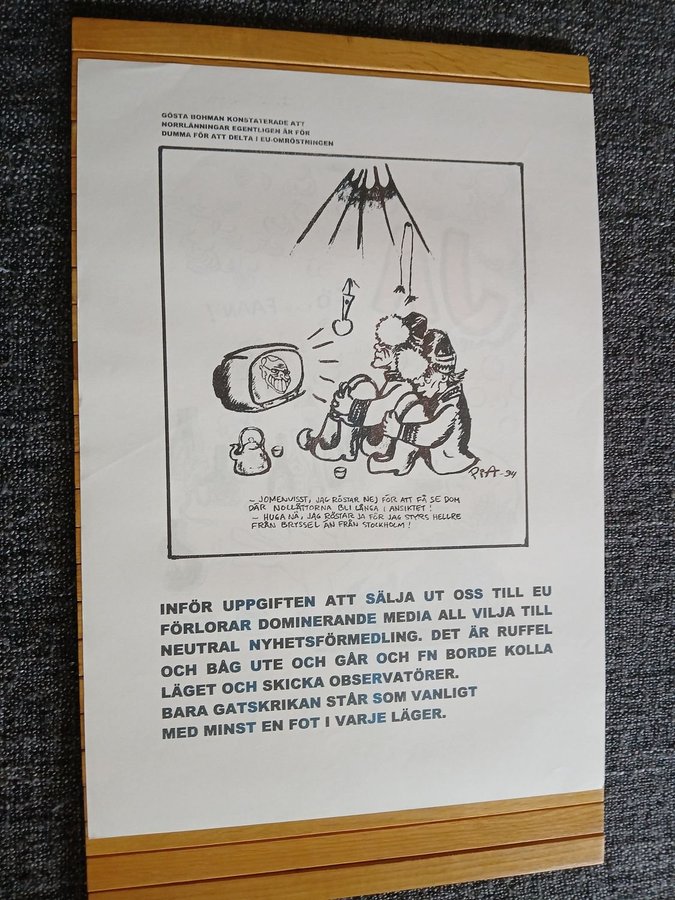 GÖSTA BOHMAN KONSTATERADE ATT
NORRLÄNNINGAR EGENTLIGEN ÄR FÖR
DUMMA FÖR ATT DELTA I EU-OMRÖSTNINGEN
PIA-94
- JOMENVISST, JAG RÖSTAR NEJ FÖR ATT FÅ SE DOM
DÄR NOLLÅTTORNA BLI LÅNGA I ANSIKTET!
- HUGA NÄ, JAG RÖSTAR JA FÖR JAG STYRS HELLRE
FRÅN BRYSSEL ÄN FRÅN STOCKHOLM!
INFÖR UPPGIFTEN ATT SÄLJA UT OSS TILL EU
FÖRLORAR DOMINERANDE MEDIA ALL VILJA TILL
NEUTRAL NYHETSFÖRMEDLING. DET ÄR RUFFEL
OCH BÅG UTE OCH GÅR OCH FN BORDE KOLLA
LÄGET OCH SKICKA OBSERVATÖRER.
BARA GATSKRIKAN STÅR SOM VANLIGT
MED MINST EN FOT I VARJE LÄGER.